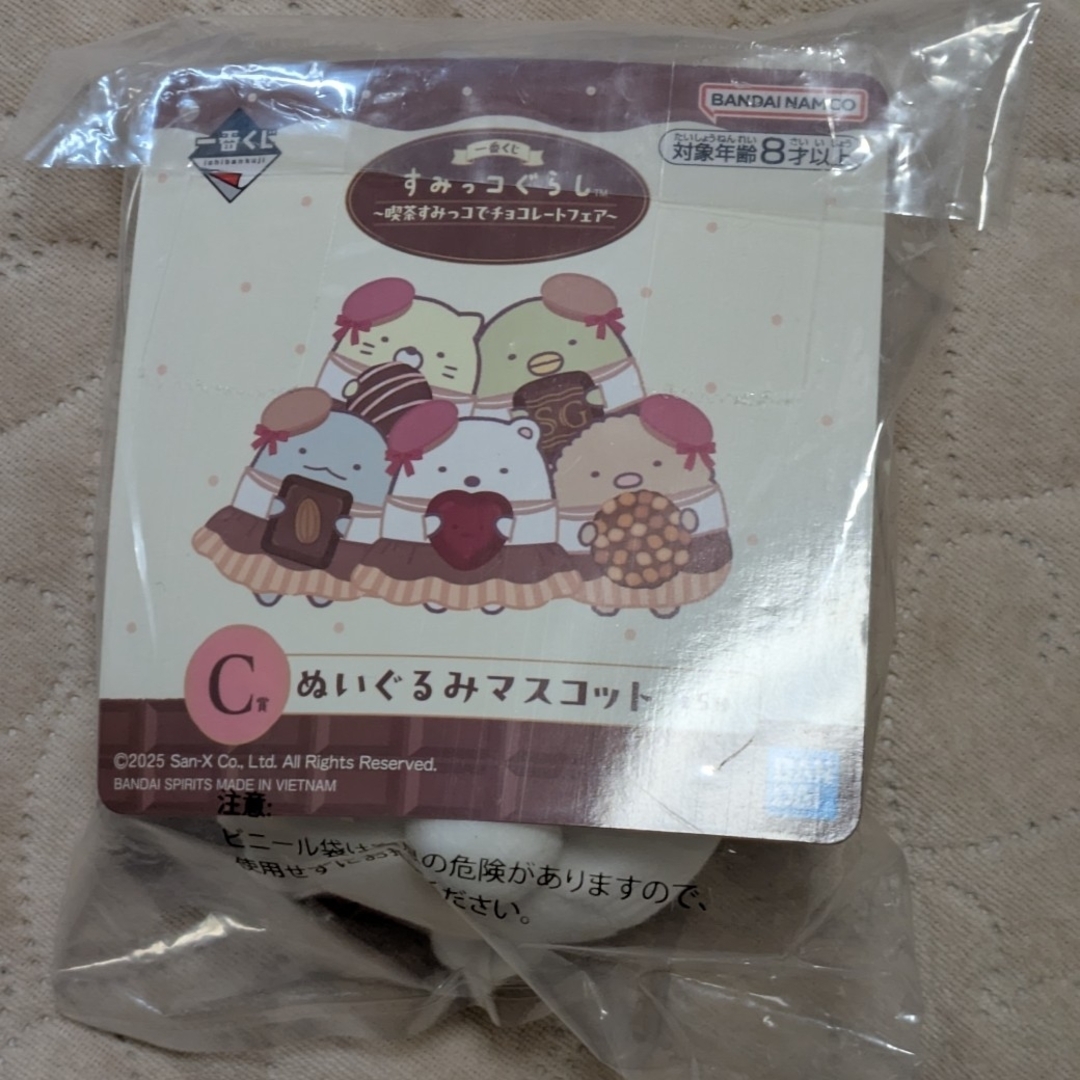 BANDAI NAMCO
一番くじ
ichibankuji
たいしょうねんれい さい いじょう
対象年齢8才以上
一番くじ
すみっコぐらし™
~喫茶すみっコでチョコレートフェア~
SG
C賞 ぬいぐるみマスコット
©2025 San-X Co., Ltd. All Rights Reserved.
BANDAI SPIRITS MADE IN VIETNAM
BAN
DAI
注意:
ビニール袋は の危険がありますので、
使用せずに ださい。